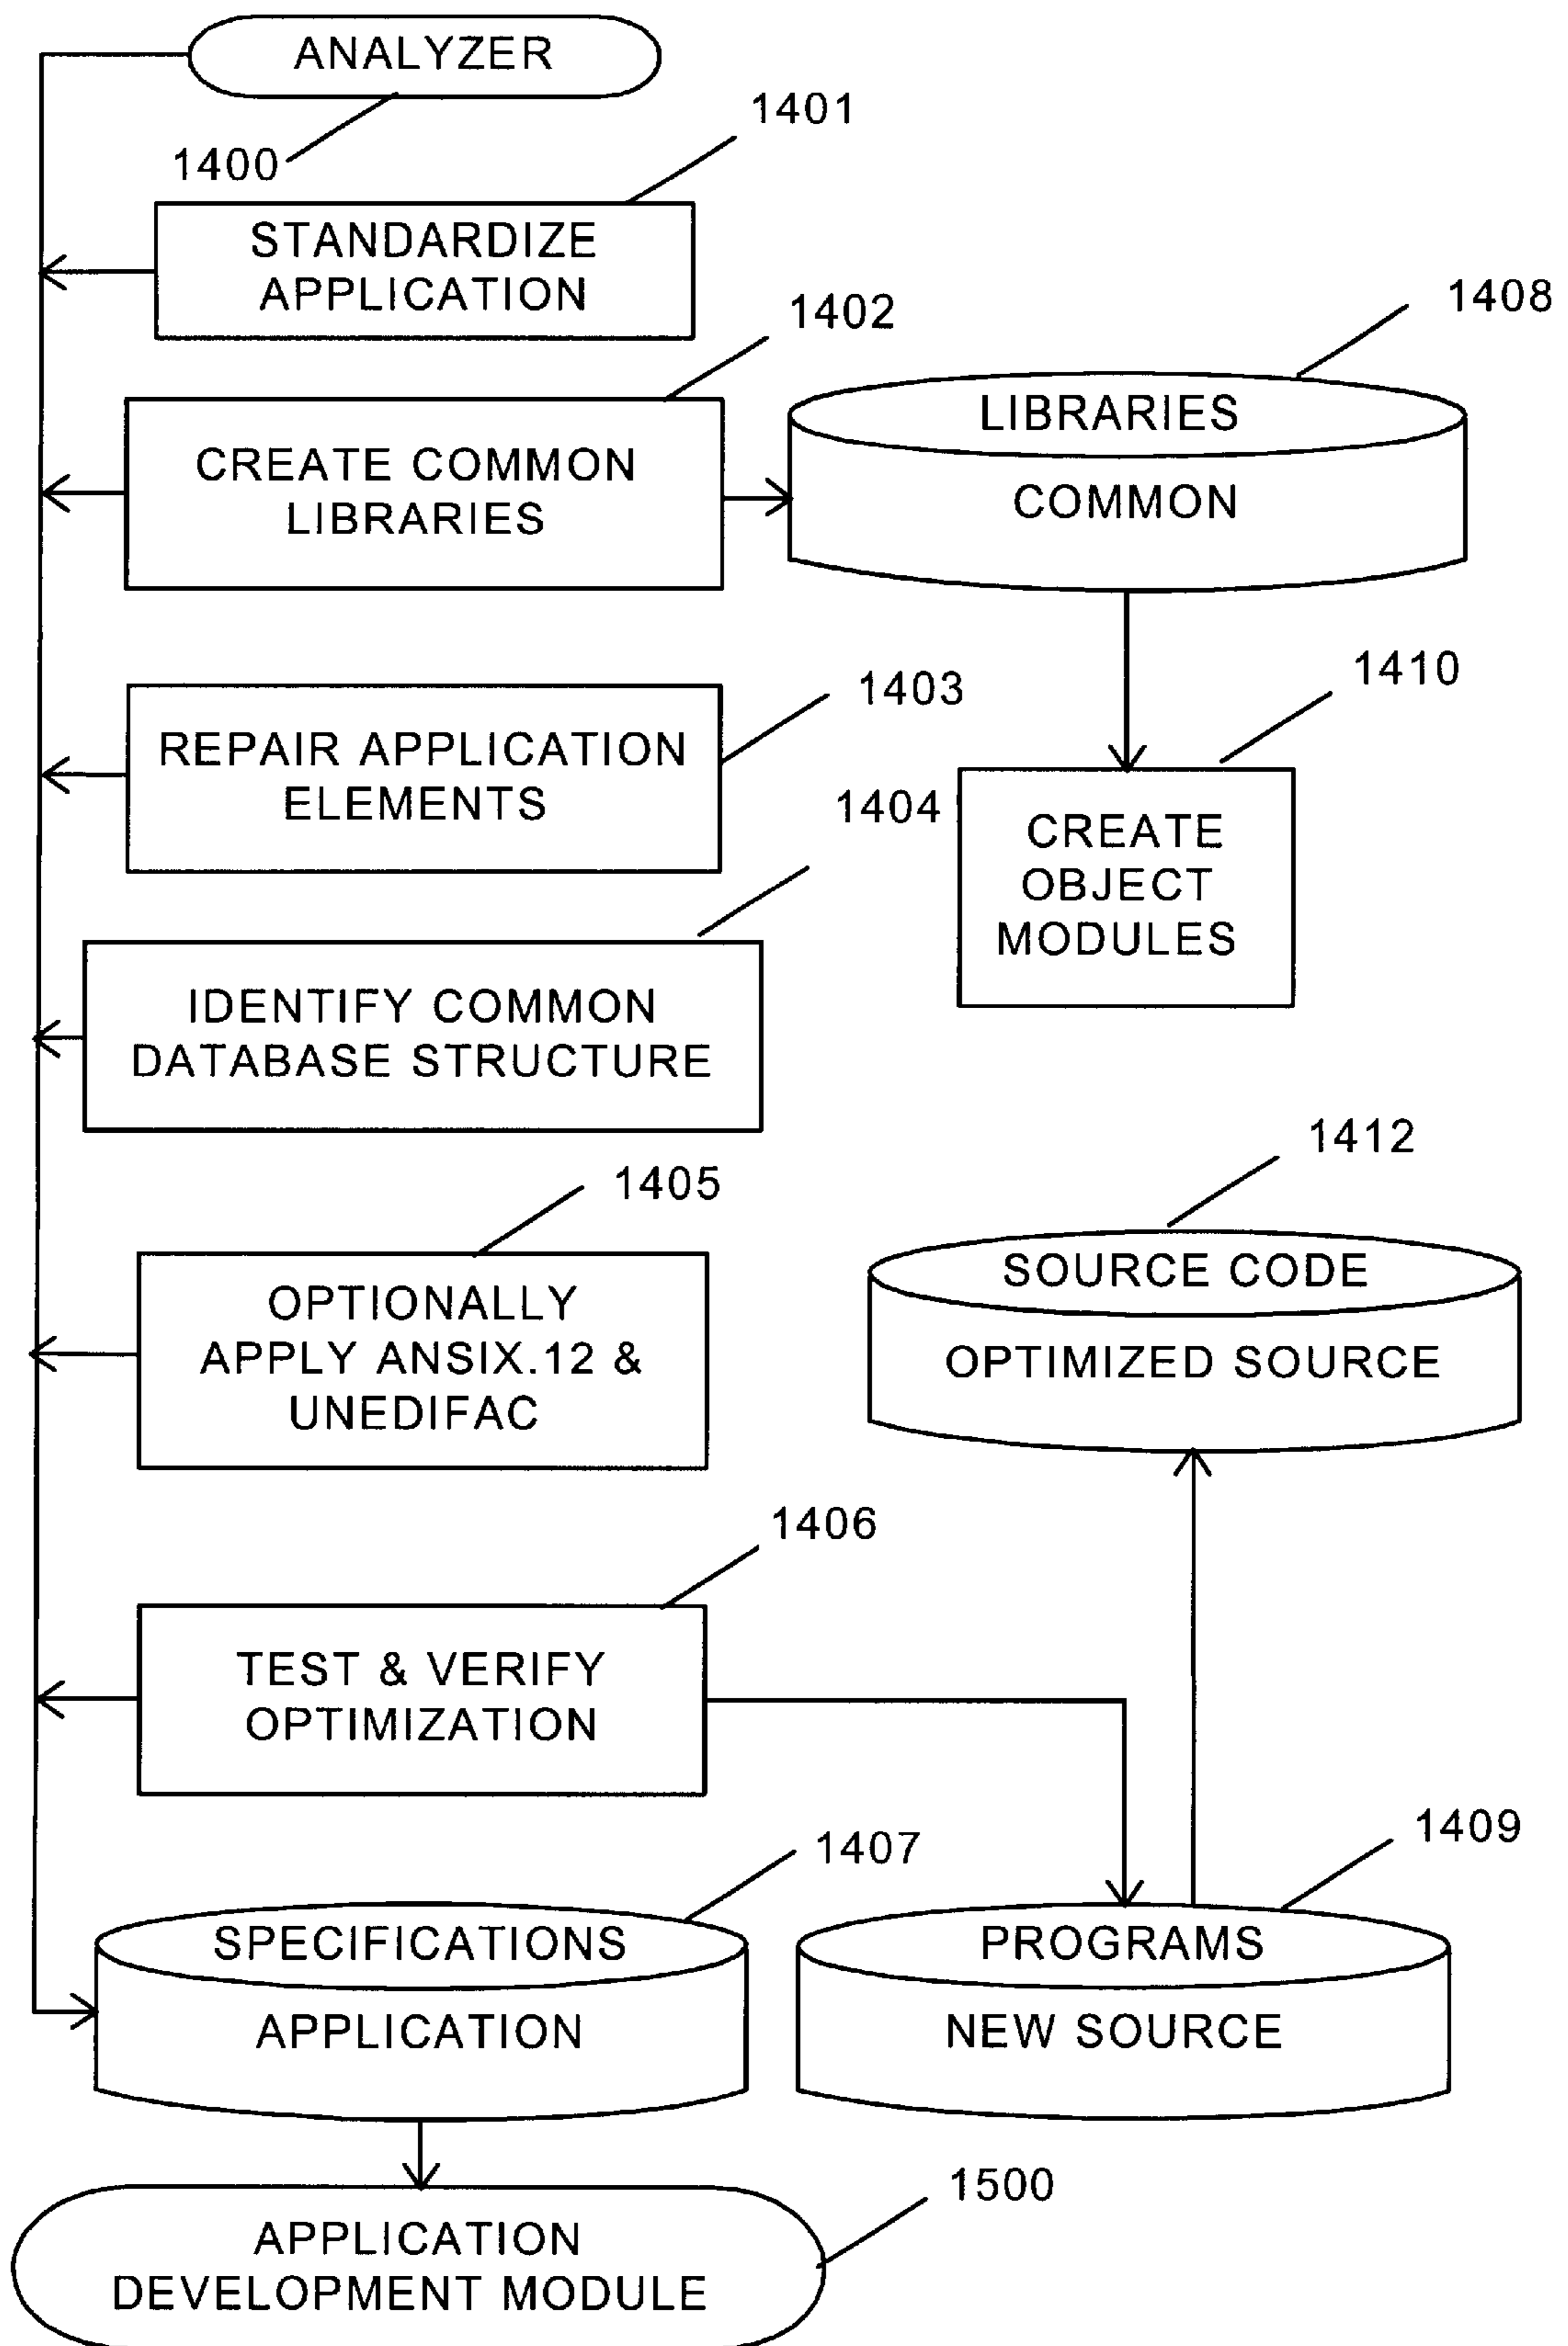 ANALYZER
1400
1401
STANDARDIZE
APPLICATION
1402
CREATE COMMON
LIBRARIES
1408
LIBRARIES
COMMON
1403
REPAIR APPLICATION
ELEMENTS
1410
CREATE
OBJECT
MODULES
1404
IDENTIFY COMMON
DATABASE STRUCTURE
1405
OPTIONALLY
APPLY ANSIX.12 &
UNEDIFAC
1412
SOURCE CODE
OPTIMIZED SOURCE
1406
TEST & VERIFY
OPTIMIZATION
1407
SPECIFICATIONS
APPLICATION
1409
PROGRAMS
NEW SOURCE
1500
APPLICATION
DEVELOPMENT MODULE